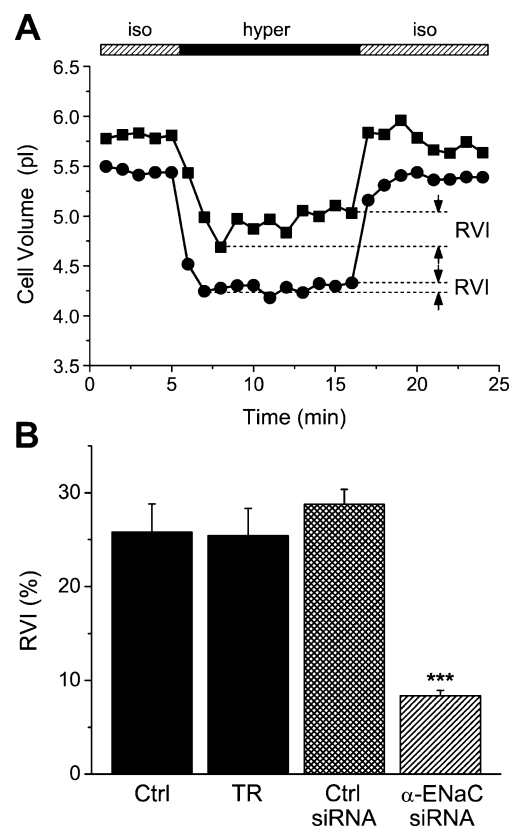 A
iso hyper iso
6.5
6.0
5.5
5.0
4.5
4.0
3.5
Cell Volume (pl)
RVI
RVI
0 5 10 15 20 25
Time (min)
B
30
20
10
0
RVI (%)
***
Ctrl TR Ctrl siRNA α-ENaC siRNA